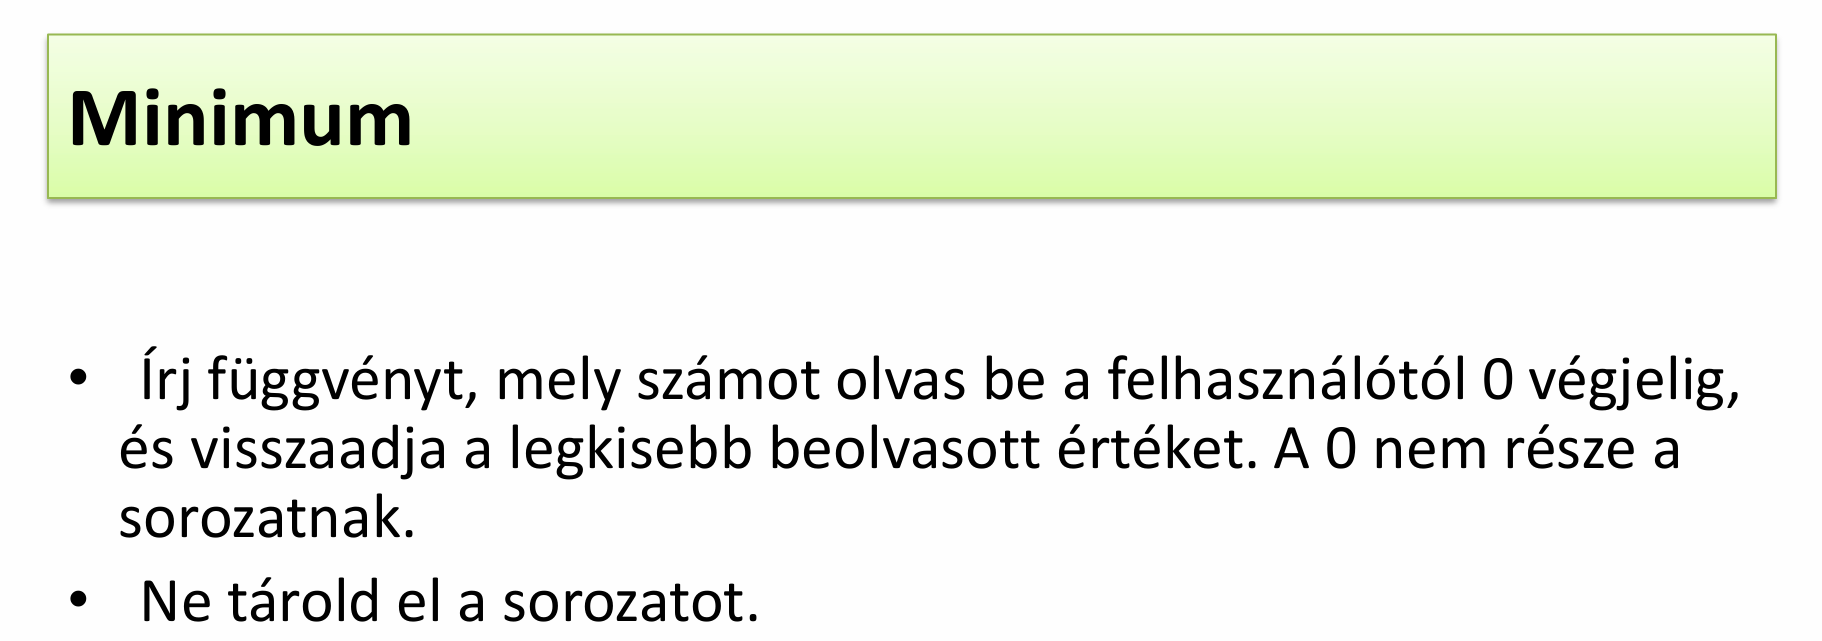 Minimum
• Írj függvényt, mely számot olvas be a felhasználótól 0 végjelig,
és visszaadja a legkisebb beolvasott értéket. A 0 nem része a
sorozatnak.
• Ne tárold el a sorozatot.